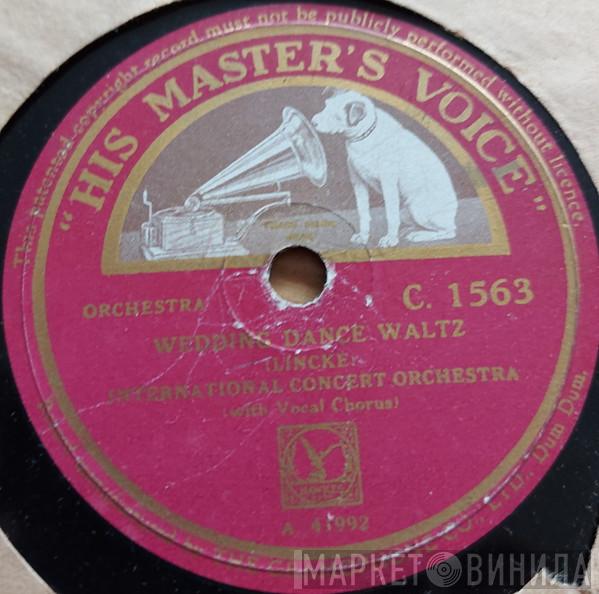 This patented copyright record must not be publicly performed without licence.
"HIS MASTER'S VOICE"
ORCHESTRA
C. 1563
WEDDING DANCE WALTZ
(LINCKE)
INTERNATIONAL CONCERT ORCHESTRA
(with Vocal Chorus)
A 41992
CO., LTD., Dum Dum.
МАРКЕТ ВИНИЛА